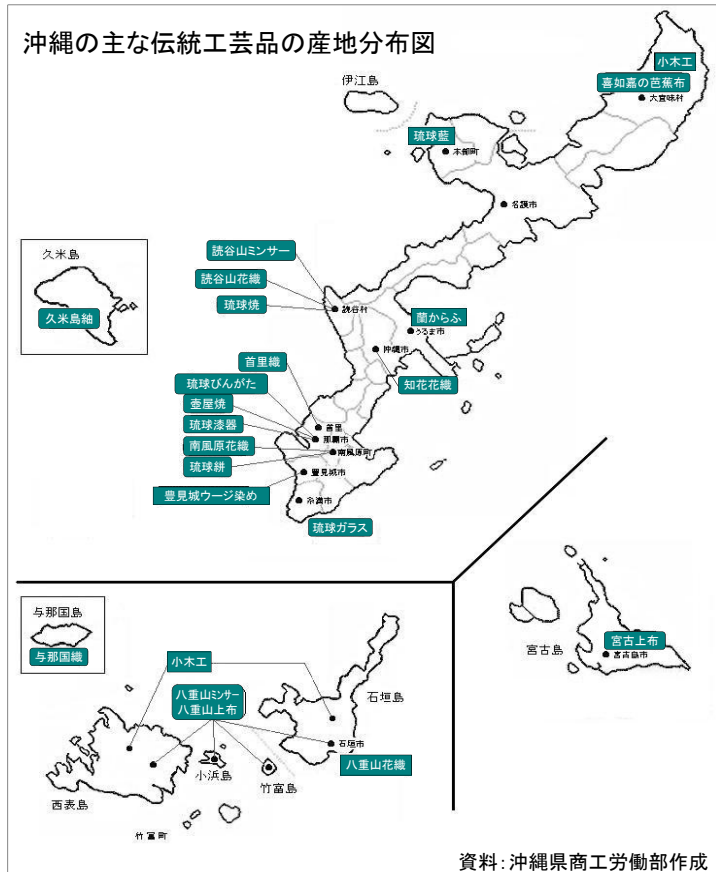 沖縄の主な伝統工芸品の産地分布図
小木工
喜如嘉の芭蕉布
大宜味村
伊江島
琉球藍
本部町
名護市
久米島
久米島紬
読谷山ミンサー
読谷山花織
琉球焼
読谷村
蘭からふ
うるま市
沖縄市
知花花織
首里織
琉球びんがた
壺屋焼
琉球漆器
南風原花織
琉球絣
豊見城ウージ染め
首里
那覇市
南風原町
豊見城市
糸満市
琉球ガラス
与那国島
与那国織
小木工
八重山ミンサー
八重山上布
石垣島
石垣市
八重山花織
小浜島
竹富島
西表島
竹富町
宮古島
宮古上布
宮古島市
資料:沖縄県商工労働部作成